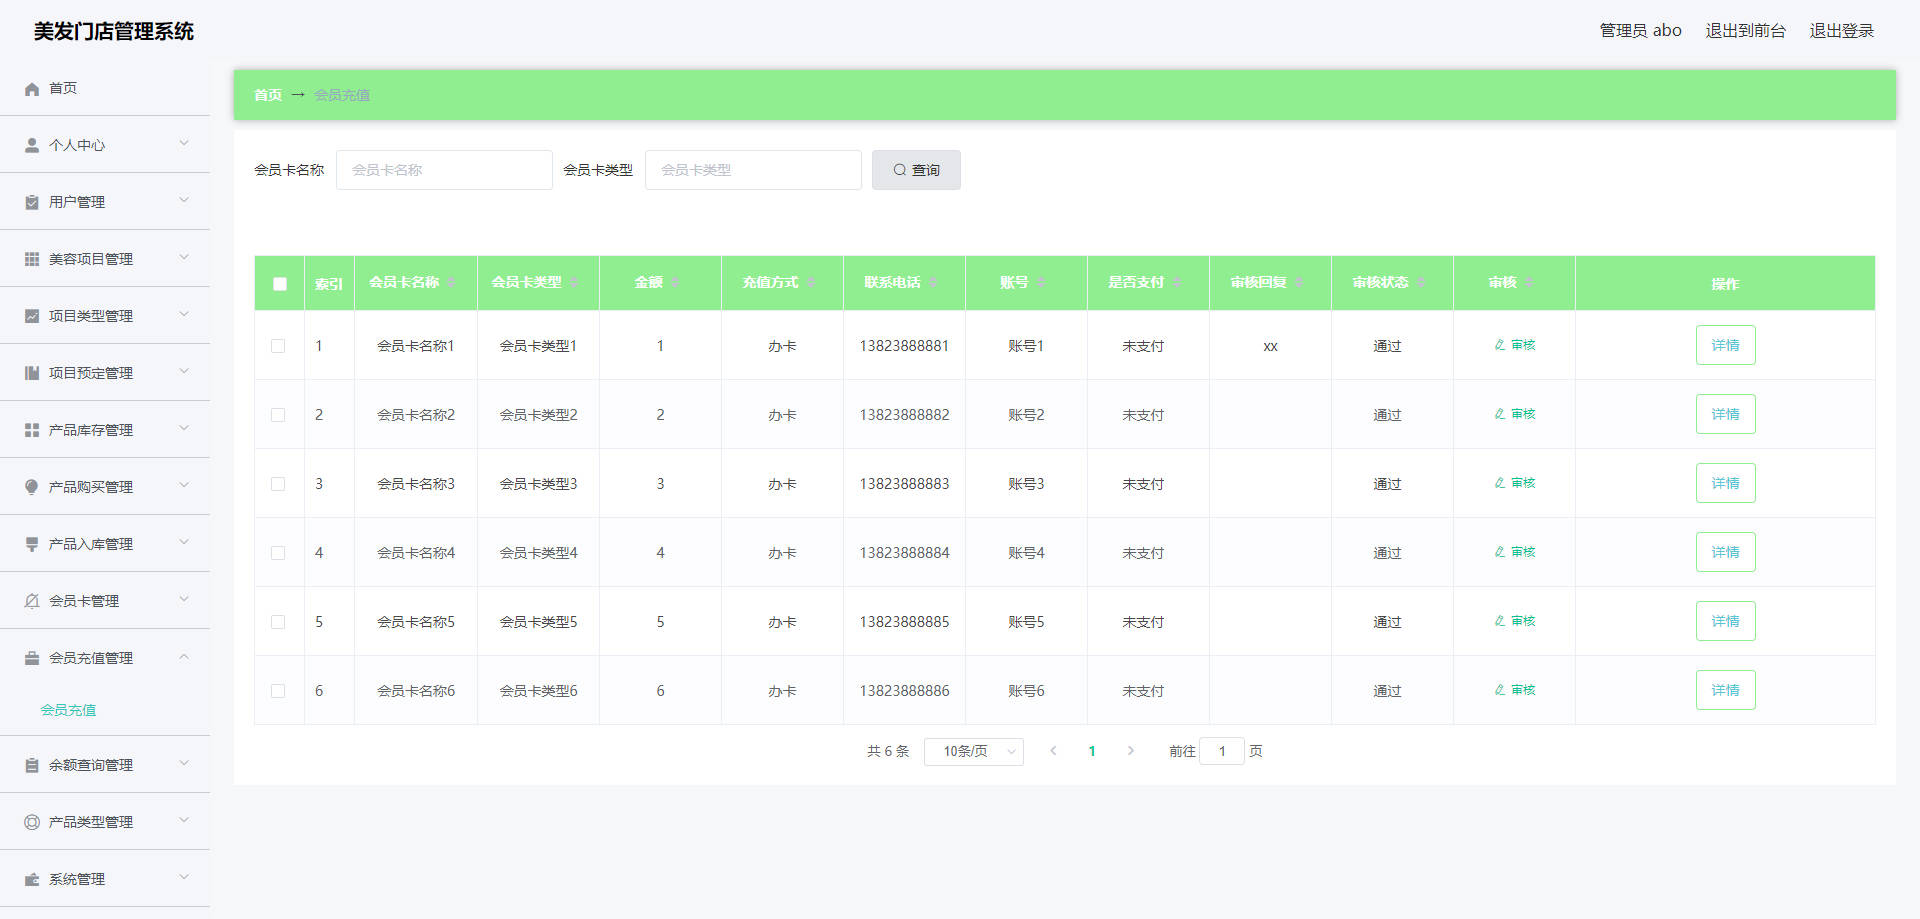 美发门店管理系统
管理员 abo 退出到前台 退出登录
首页
个人中心
用户管理
美容项目管理
项目类型管理
项目预定管理
产品库存管理
产品购买管理
产品入库管理
会员卡管理
会员充值管理
会员充值
余额查询管理
产品类型管理
系统管理
首页 → 会员充值
会员卡名称 会员卡名称 会员卡类型 会员卡类型 查询
索引 会员卡名称 会员卡类型 金额 充值方式 联系电话 账号 是否支付 审核回复 审核状态 审核 操作
1 会员卡名称1 会员卡类型1 1 办卡 13823888881 账号1 未支付 xx 通过 审核 详情
2 会员卡名称2 会员卡类型2 2 办卡 13823888882 账号2 未支付 通过 审核 详情
3 会员卡名称3 会员卡类型3 3 办卡 13823888883 账号3 未支付 通过 审核 详情
4 会员卡名称4 会员卡类型4 4 办卡 13823888884 账号4 未支付 通过 审核 详情
5 会员卡名称5 会员卡类型5 5 办卡 13823888885 账号5 未支付 通过 审核 详情
6 会员卡名称6 会员卡类型6 6 办卡 13823888886 账号6 未支付 通过 审核 详情
共 6 条 10条/页 1 前往 1 页